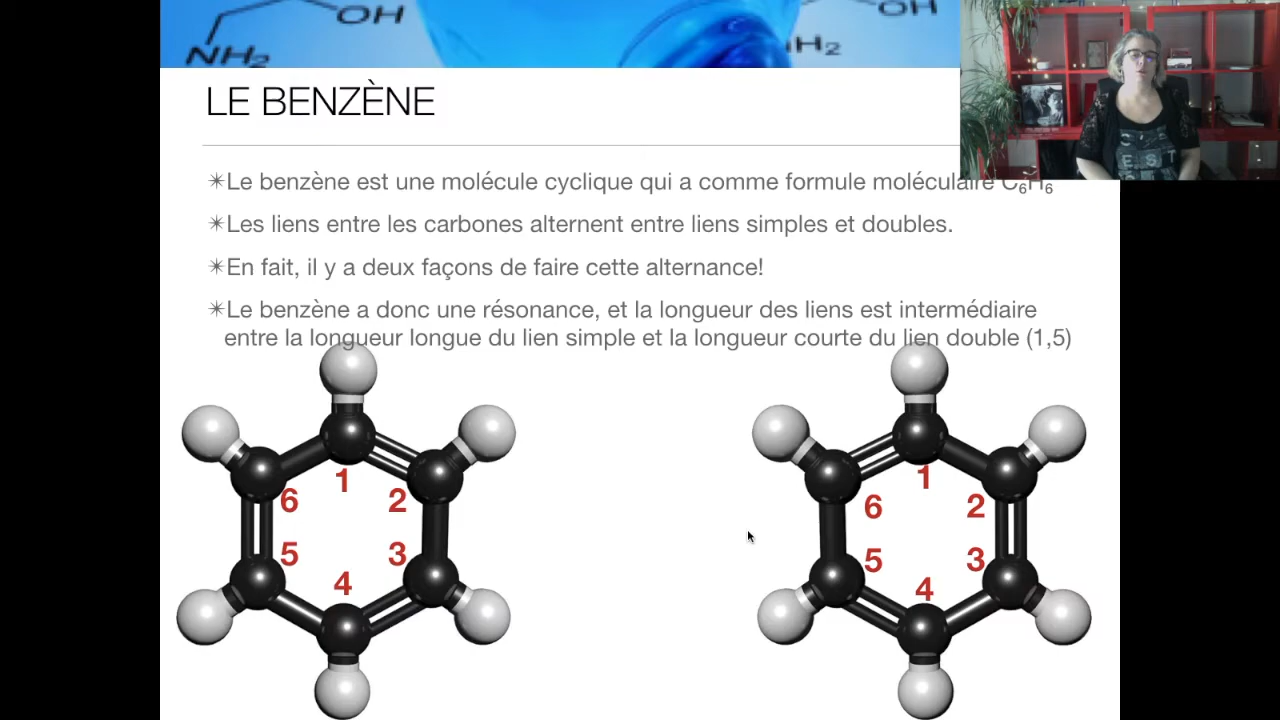 OH
OH
NH₂
H₂
LE BENZÈNE
✴Le benzène est une molécule cyclique qui a comme formule moléculaire C₆H₆
✴Les liens entre les carbones alternent entre liens simples et doubles.
✴En fait, il y a deux façons de faire cette alternance!
✴Le benzène a donc une résonance, et la longueur des liens est intermédiaire
entre la longueur longue du lien simple et la longueur courte du lien double (1,5)
1
6
2
5
3
4
1
6
2
5
3
4